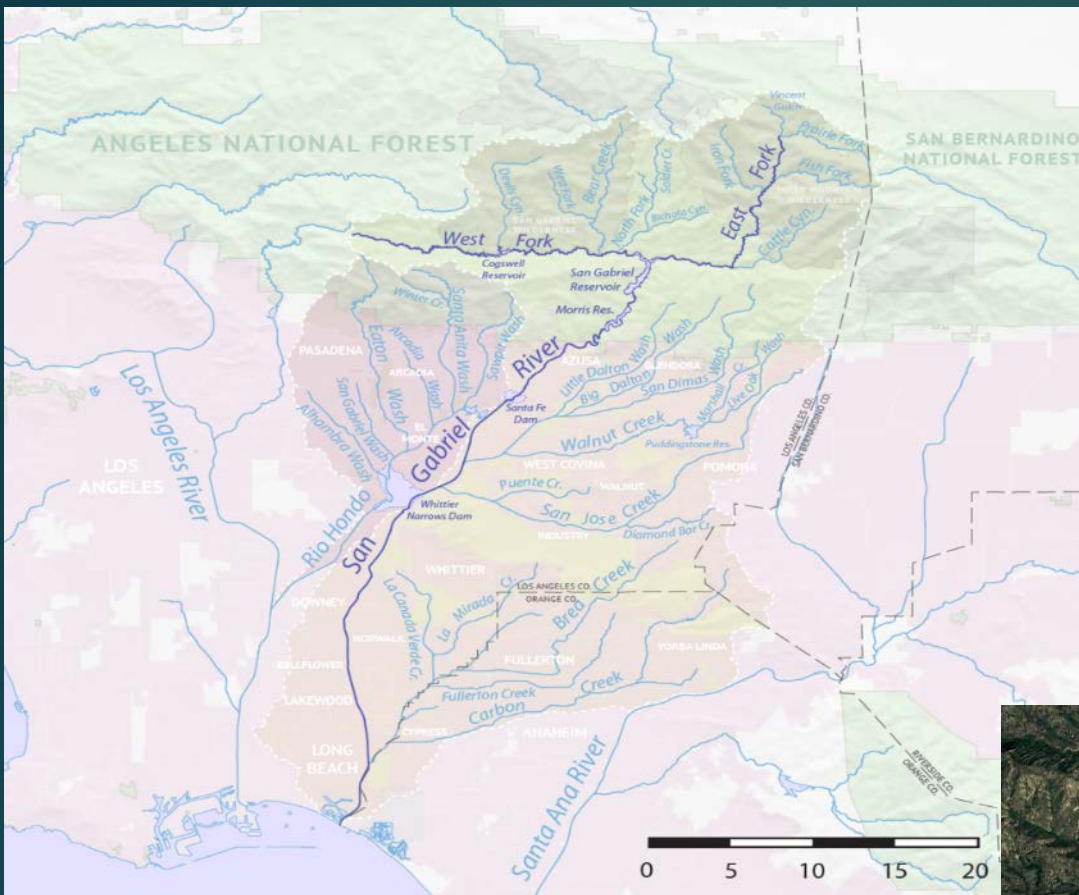 Vincent
Gulch
Prairie Fork
ANGELES NATIONAL FOREST
SAN BERNARDINO
NATIONAL FOREST
Iron Fork
Fish Fork
Devils Cyn.
West Fork
Bear Creek
North Fork
Soldier Cr.
Bichota Cyn.
East Fork
Cattle Cyn.
SAN GABRIEL
WILDERNESS
West Fork
Cogswell
Reservoir
San Gabriel
Reservoir
Morris Res.
Winter Cr.
Santa Anita Wash
Sawpit Wash
PASADENA
Eaton Wash
Arcadia Wash
ARCADIA
San Gabriel River
AZUSA
Little Dalton Wash
Big Dalton Wash
GLENDORA
San Dimas Wash
Marshall Cr.
Live Oak Wash
Santa Fe
Dam
San Gabriel Wash
Alhambra Wash
EL
MONTE
Walnut Creek
Puddingstone Res.
LOS ANGELES CO.
SAN BERNARDINO CO.
LOS
ANGELES
Los Angeles River
WEST COVINA
POMONA
Puente Cr.
WALNUT
San Jose Creek
Whittier
Narrows Dam
Rio Hondo
INDUSTRY
Diamond Bar Cr.
WHITTIER
LOS ANGELES CO.
ORANGE CO.
DOWNEY
La Canada Verde Cr.
La Mirada Cr.
Brea Creek
NORWALK
FULLERTON
YORBA LINDA
BELLFLOWER
LAKEWOOD
Fullerton Creek
Carbon Creek
CYPRESS
ANAHEIM
LONG
BEACH
Santa Ana River
RIVERSIDE CO.
ORANGE CO.
0 5 10 15 20